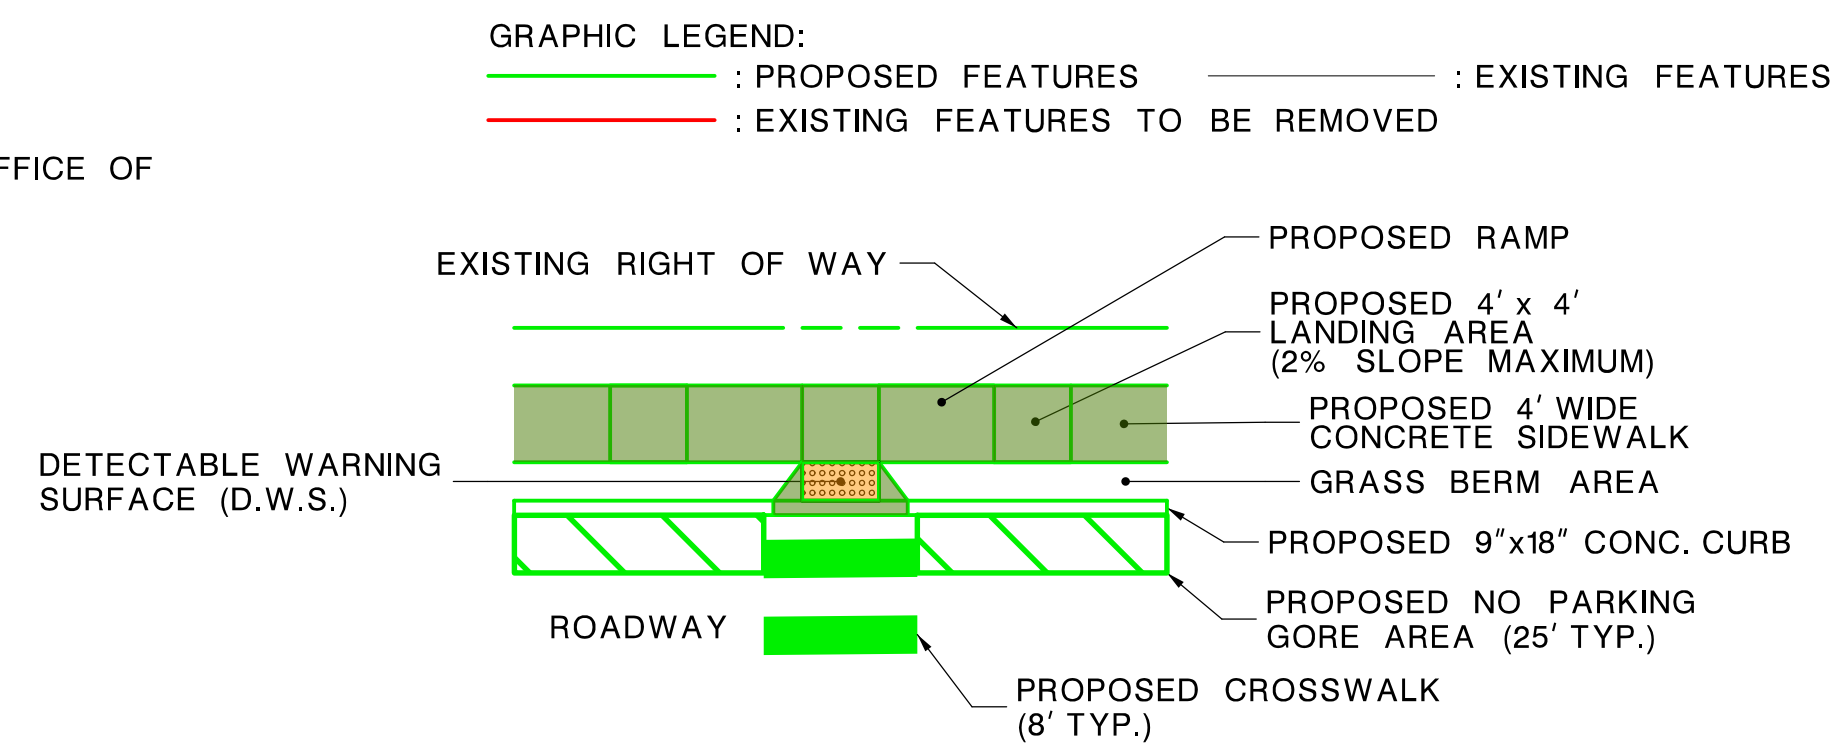 GRAPHIC LEGEND:
: PROPOSED FEATURES
: EXISTING FEATURES
: EXISTING FEATURES TO BE REMOVED
OF
EXISTING RIGHT OF WAY
PROPOSED RAMP
PROPOSED 4' x 4'
LANDING AREA
(2% SLOPE MAXIMUM)
PROPOSED 4' WIDE
CONCRETE SIDEWALK
DETECTABLE WARNING
SURFACE (D.W.S.)
GRASS BERM AREA
PROPOSED 9"x18" CONC. CURB
PROPOSED NO PARKING
GORE AREA (25' TYP.)
ROADWAY
PROPOSED CROSSWALK
(8' TYP.)